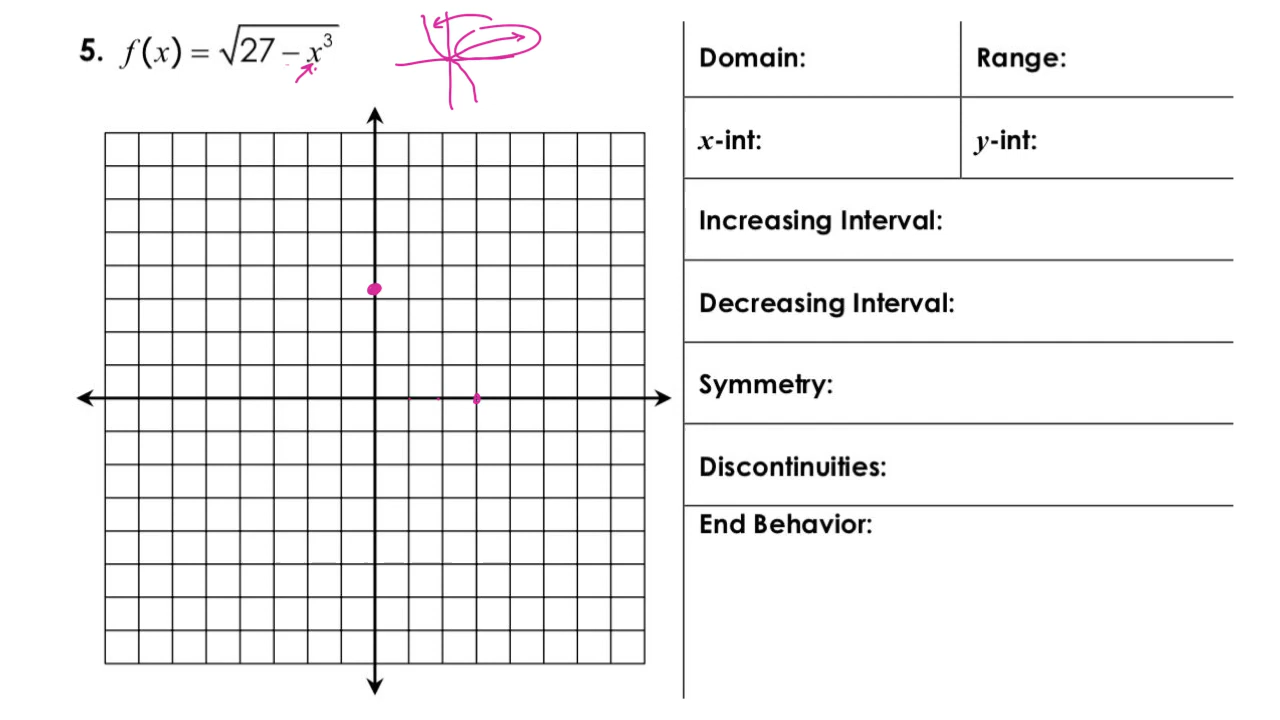 5. f(x) = √27 − x³
Domain:
Range:
x-int:
y-int:
Increasing Interval:
Decreasing Interval:
Symmetry:
Discontinuities:
End Behavior: